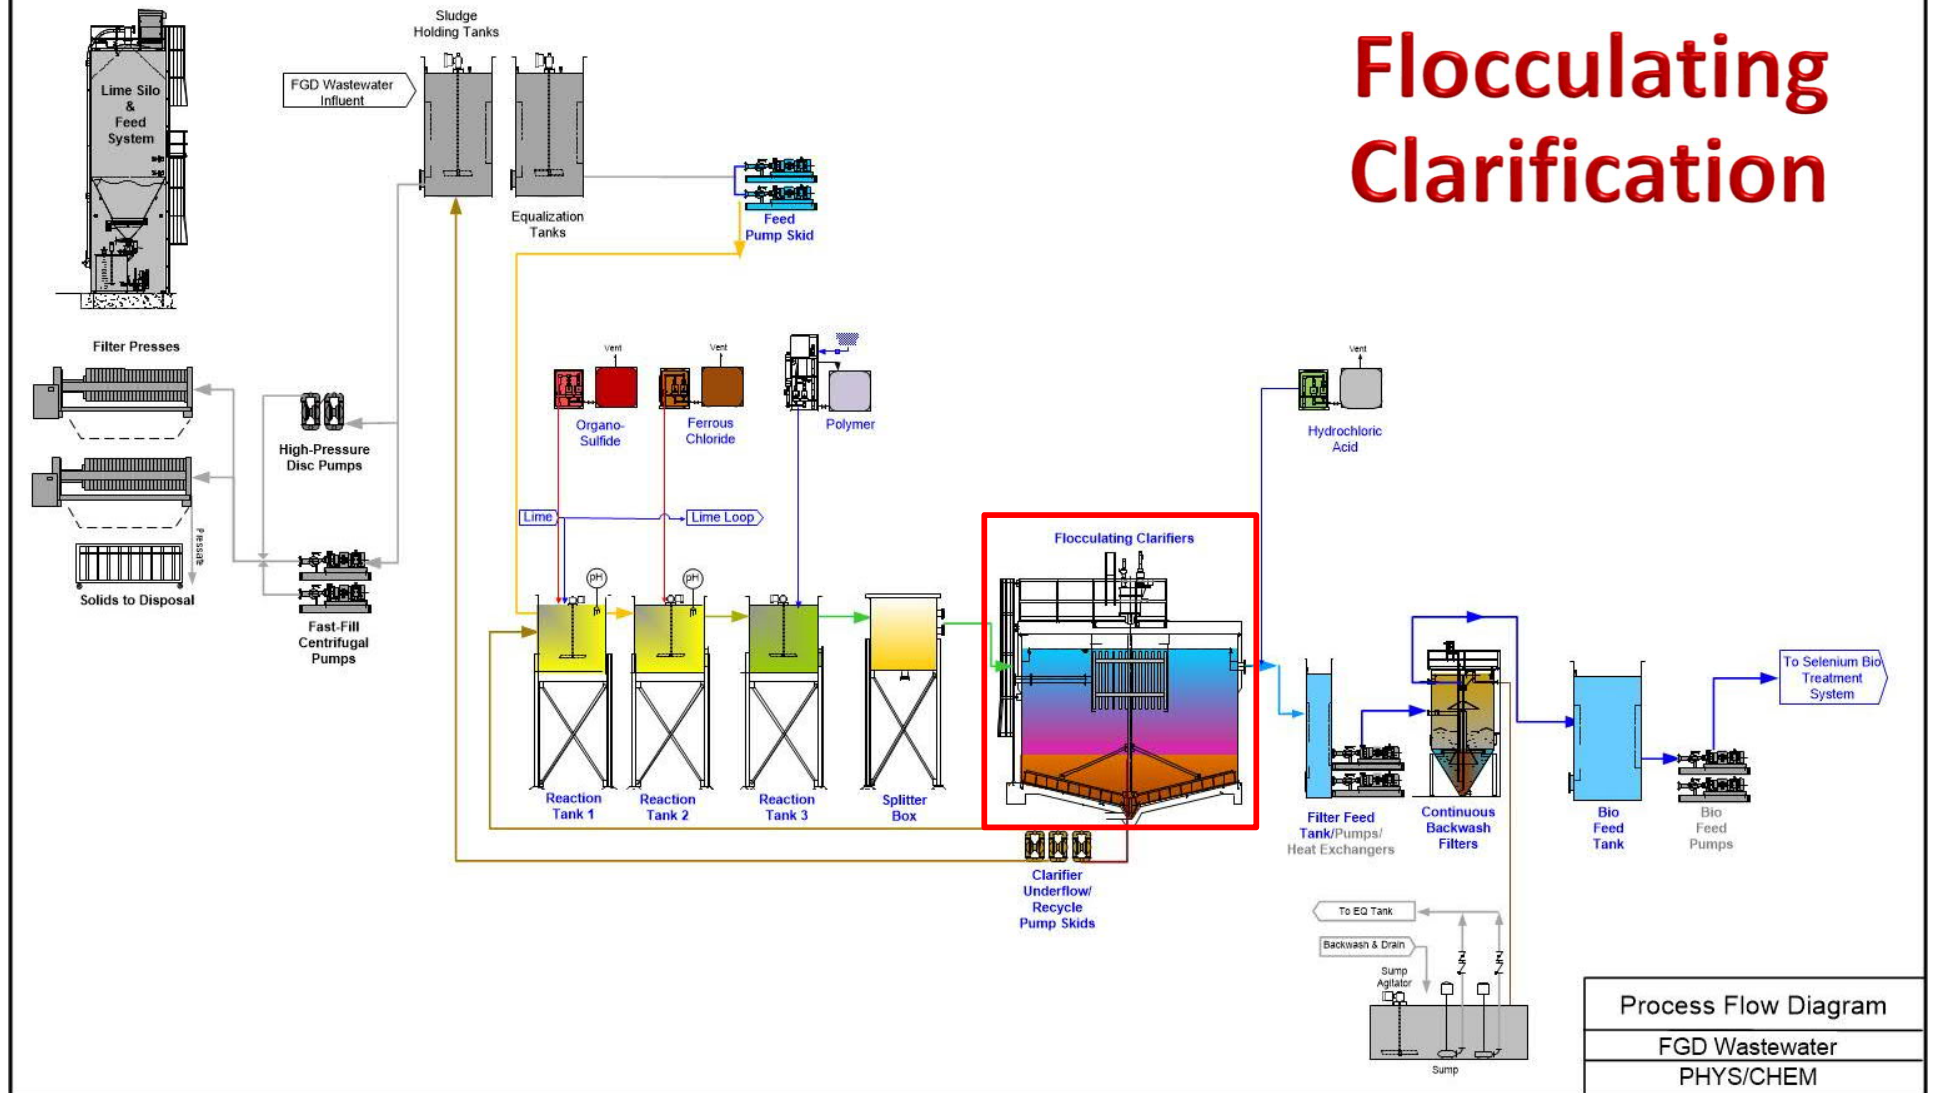 Flocculating
Clarification
Sludge
Holding Tanks
FGD Wastewater
Influent
Lime Silo
&
Feed
System
Equalization
Tanks
Feed
Pump Skid
Filter Presses
High-Pressure
Disc Pumps
Pressate
Solids to Disposal
Fast-Fill
Centrifugal
Pumps
Vent
Organo-
Sulfide
Vent
Ferrous
Chloride
Polymer
Vent
Hydrochloric
Acid
Lime
Lime Loop
pH
pH
Flocculating Clarifiers
Reaction
Tank 1
Reaction
Tank 2
Reaction
Tank 3
Splitter
Box
Clarifier
Underflow/
Recycle
Pump Skids
Filter Feed
Tank/Pumps/
Heat Exchangers
Continuous
Backwash
Filters
Bio
Feed
Tank
Bio
Feed
Pumps
To Selenium Bio
Treatment
System
To EQ Tank
Backwash & Drain
Sump
Agitator
Sump
Process Flow Diagram
FGD Wastewater
PHYS/CHEM